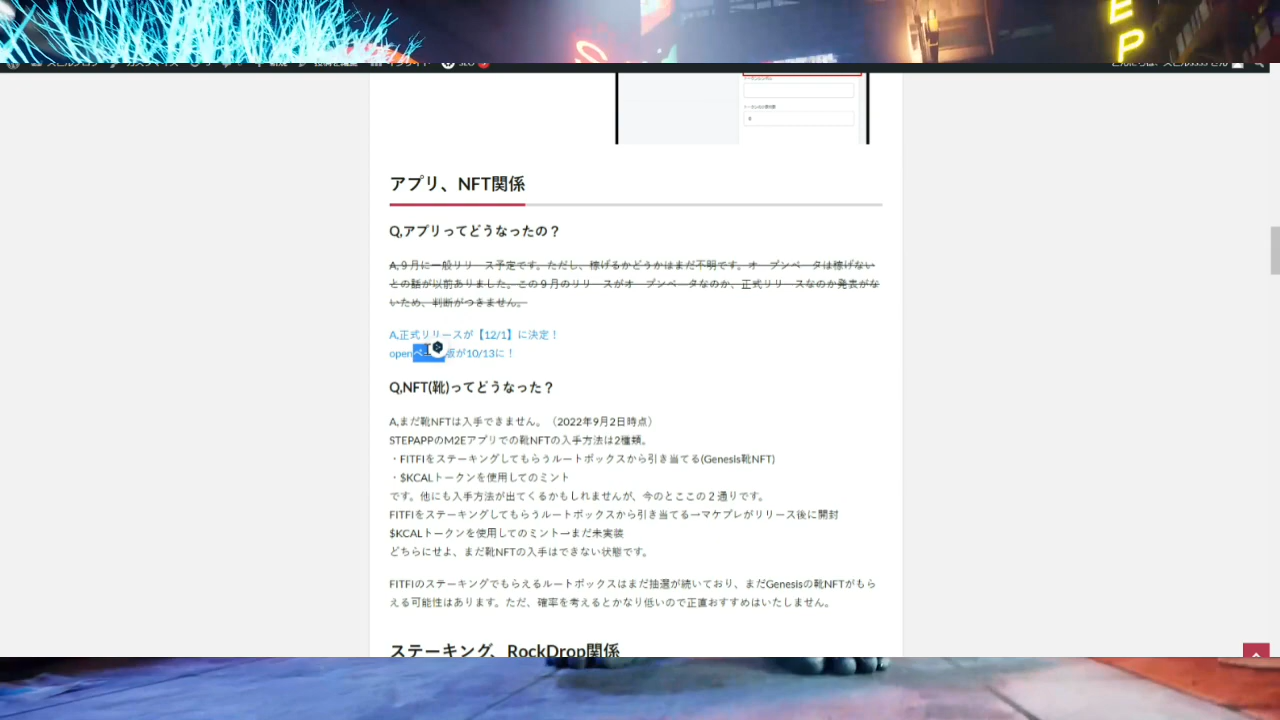 E
P
アプリ、NFT関係
Q,アプリってどうなったの？
A,９月に一般リリース予定です。ただし、稼げるかどうかはまだ不明です。オープンベータは稼げない
との話が以前ありました。この９月のリリースがオープンベータなのか、正式リリースなのか発表がな
いため、判断がつきません。
A,正式リリースが【12/1】に決定！
openベ
版が10/13に！
Q,NFT(靴)ってどうなった？
A,まだ靴NFTは入手できません。（2022年9月2日時点）
STEPAPPのM2Eアプリでの靴NFTの入手方法は2種類。
・FITFIをステーキングしてもらうルートボックスから引き当てる(Genesis靴NFT)
・$KCALトークンを使用してのミント
です。他にも入手方法が出てくるかもしれませんが、今のとここの２通りです。
FITFIをステーキングしてもらうルートボックスから引き当てる→マケプレがリリース後に開封
$KCALトークンを使用してのミント→まだ未実装
どちらにせよ、まだ靴NFTの入手はできない状態です。
FITFIのステーキングでもらえるルートボックスはまだ抽選が続いており、まだGenesisの靴NFTがもら
える可能性はあります。ただ、確率を考えるとかなり低いので正直おすすめはいたしません。
ステーキング、RockDrop関係